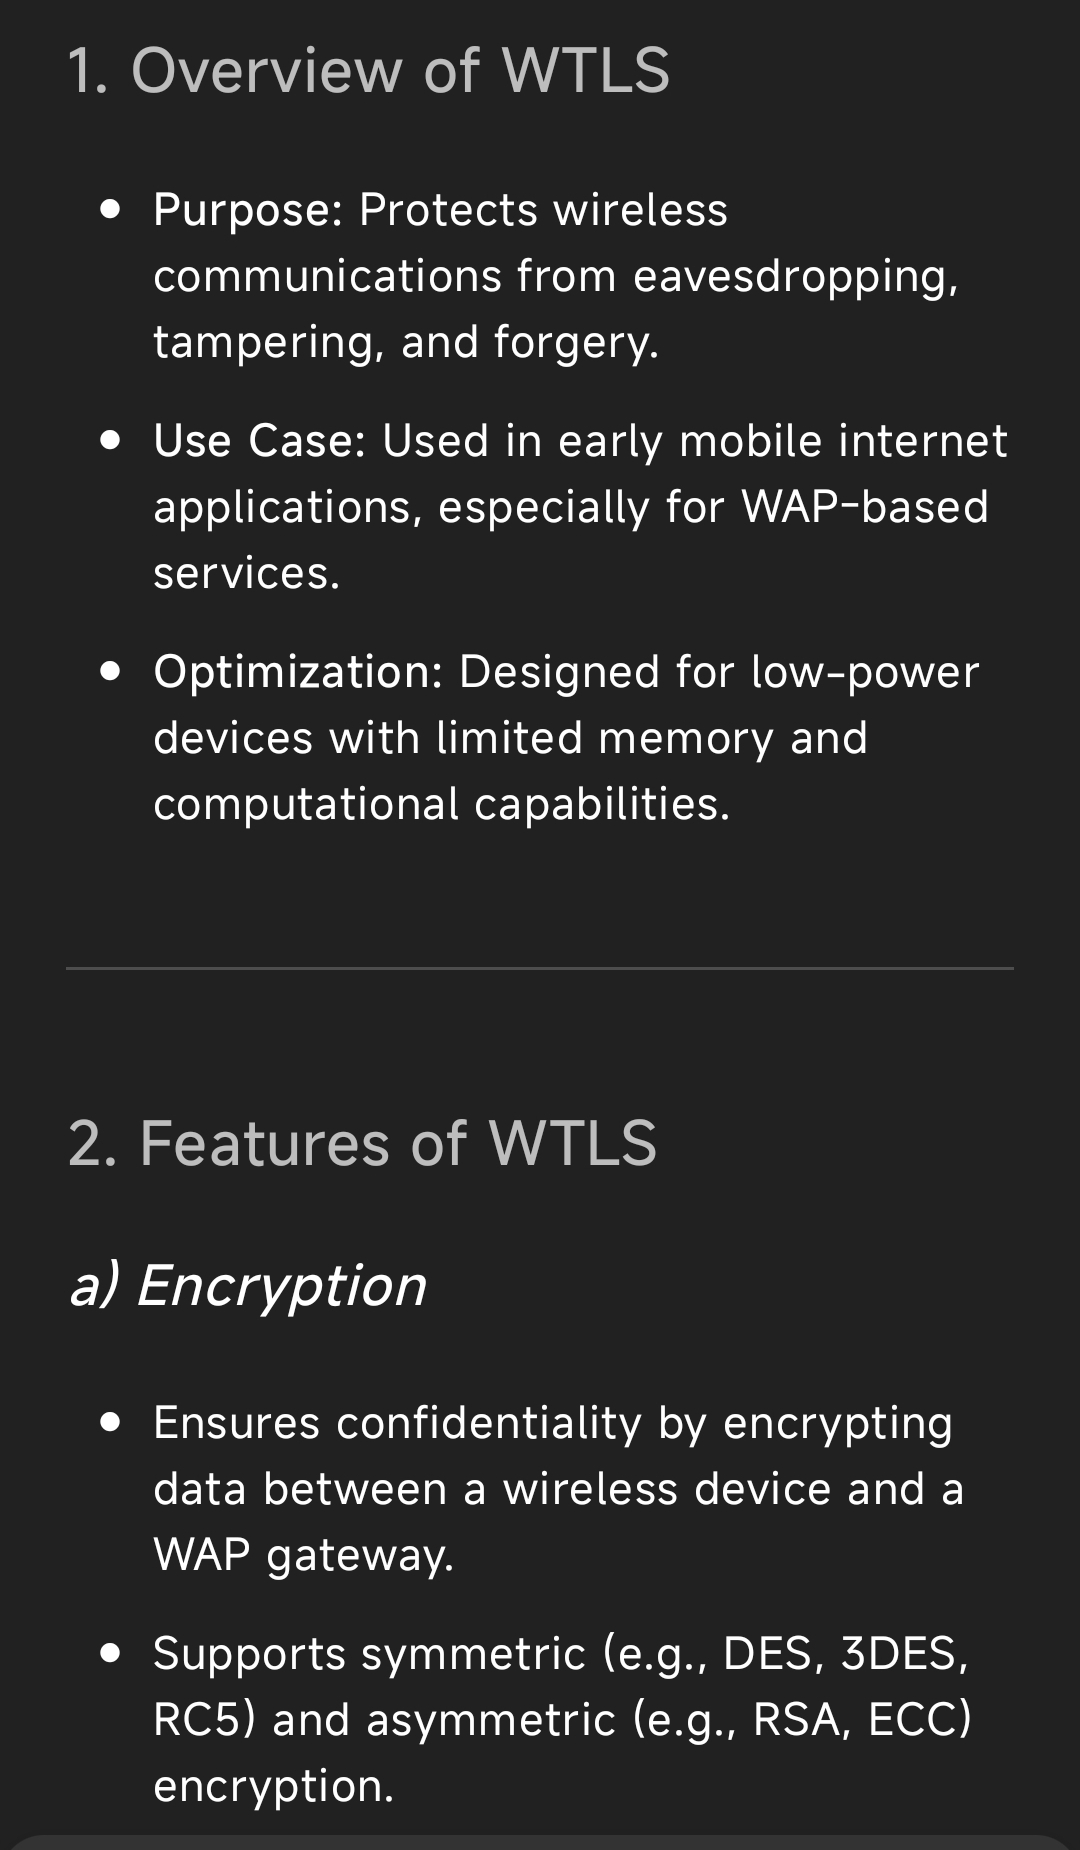 1. Overview of WTLS
• Purpose: Protects wireless
communications from eavesdropping,
tampering, and forgery.
• Use Case: Used in early mobile internet
applications, especially for WAP-based
services.
• Optimization: Designed for low-power
devices with limited memory and
computational capabilities.
2. Features of WTLS
a) Encryption
• Ensures confidentiality by encrypting
data between a wireless device and a
WAP gateway.
• Supports symmetric (e.g., DES, 3DES,
RC5) and asymmetric (e.g., RSA, ECC)
encryption.